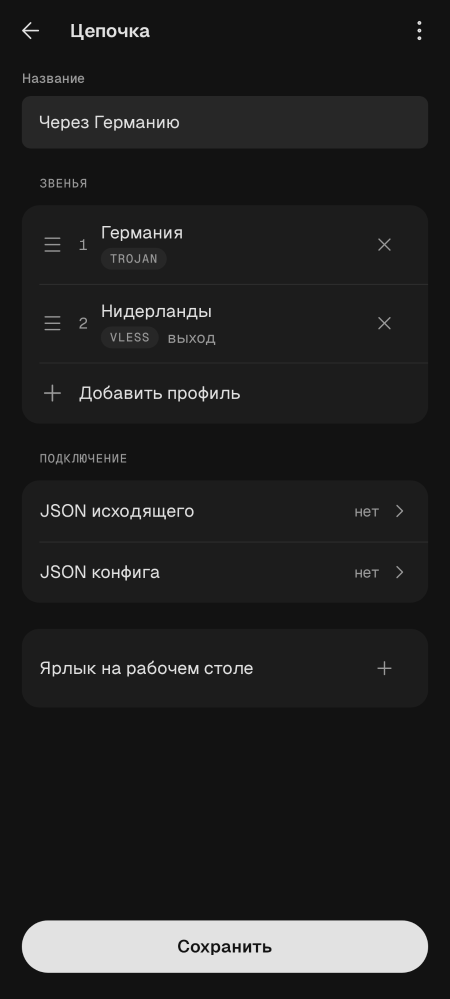 Цепочка
Название
Через Германию
ЗВЕНЬЯ
1 Германия
TROJAN
2 Нидерланды
VLESS выход
Добавить профиль
ПОДКЛЮЧЕНИЕ
JSON исходящего нет
JSON конфига нет
Ярлык на рабочем столе
Сохранить